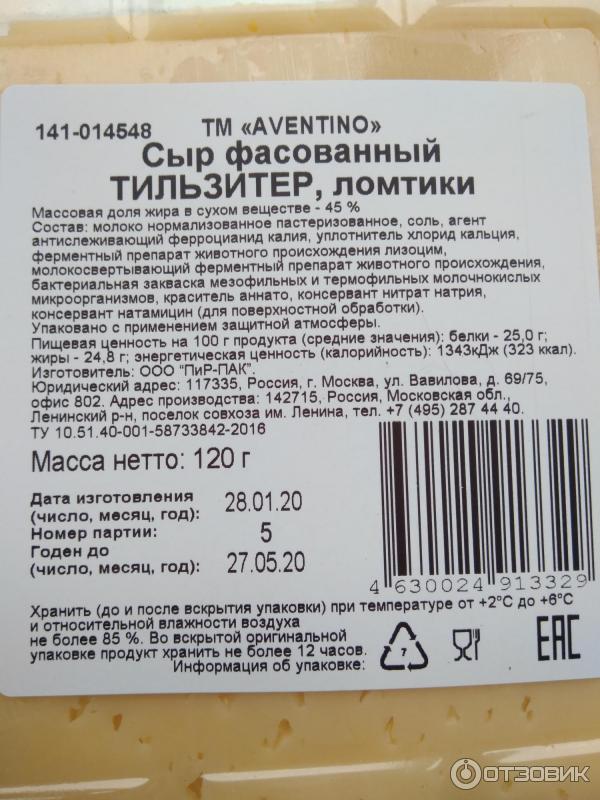 141-014548 ТМ «AVENTINO»
Сыр фасованный
ТИЛЬЗИТЕР, ломтики
Массовая доля жира в сухом веществе - 45 %
Состав: молоко нормализованное пастеризованное, соль, агент
антислеживающий ферроцианид калия, уплотнитель хлорид кальция,
ферментный препарат животного происхождения лизоцим,
молокосвертывающий ферментный препарат животного происхождения,
бактериальная закваска мезофильных и термофильных молочнокислых
микроорганизмов, краситель аннато, консервант нитрат натрия,
консервант натамицин (для поверхностной обработки).
Упаковано с применением защитной атмосферы.
Пищевая ценность на 100 г продукта (средние значения): белки - 25,0 г;
жиры - 24,8 г; энергетическая ценность (калорийность): 1343кДж (323 ккал).
Изготовитель: ООО "ПиР-ПАК".
Юридический адрес: 117335, Россия, г. Москва, ул. Вавилова, д. 69/75,
офис 802. Адрес производства: 142715, Россия, Московская обл.,
Ленинский р-н, поселок совхоза им. Ленина, тел. +7 (495) 287 44 40.
ТУ 10.51.40-001-58733842-2016
Масса нетто: 120 г
Дата изготовления
(число, месяц, год): 28.01.20
Номер партии: 5
Годен до
(число, месяц, год): 27.05.20
4 630024 913329
Хранить (до и после вскрытия упаковки) при температуре от +2°С до +6°С
и относительной влажности воздуха
не более 85 %. Во вскрытой оригинальной
упаковке продукт хранить не более 12 часов.
Информация об упаковке:
7
EAC
ОТЗОВИК